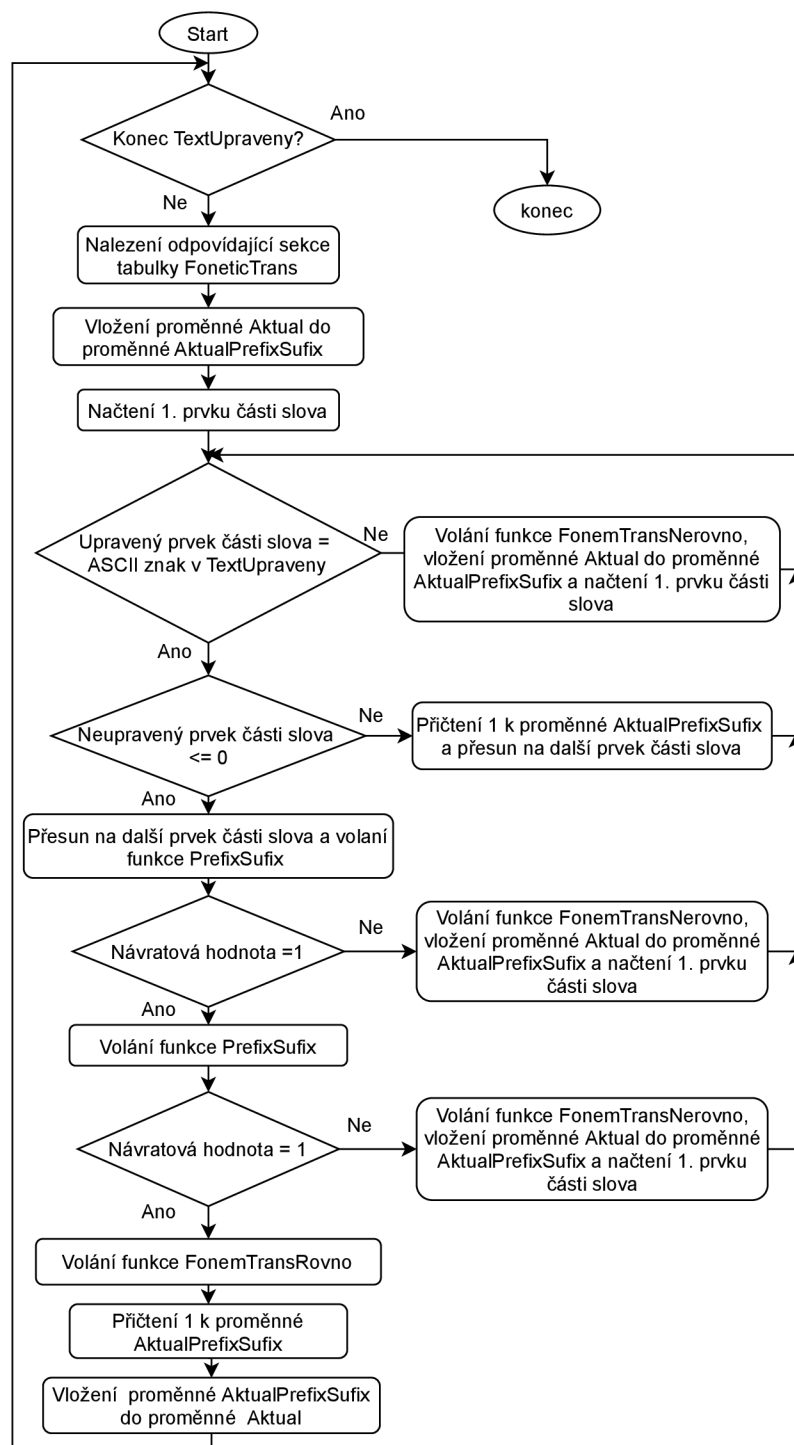 Start
Ano
Konec TextUpraveny?
Ne
konec
Nalezení odpovídající sekce
tabulky FoneticTrans
Vložení proměnné Aktual do
proměnné AktualPrefixSufix
Načtení 1. prvku části slova
Upravený prvek části slova =
ASCII znak v TextUpraveny
Ne
Volání funkce FonemTransNerovno,
vložení proměnné Aktual do proměnné
AktualPrefixSufix a načtení 1. prvku části
slova
Ano
Neupravený prvek části slova
<= 0
Ne
Přičtení 1 k proměnné AktualPrefixSufix
a přesun na další prvek části slova
Ano
Přesun na další prvek části slova a volaní
funkce PrefixSufix
Návratová hodnota =1
Ne
Volání funkce FonemTransNerovno,
vložení proměnné Aktual do proměnné
AktualPrefixSufix a načtení 1. prvku
části slova
Ano
Volání funkce PrefixSufix
Návratová hodnota = 1
Ne
Volání funkce FonemTransNerovno,
vložení proměnné Aktual do proměnné
AktualPrefixSufix a načtení 1. prvku
části slova
Ano
Volání funkce FonemTransRovno
Přičtení 1 k proměnné
AktualPrefixSufix
Vložení proměnné AktualPrefixSufix
do proměnné Aktual